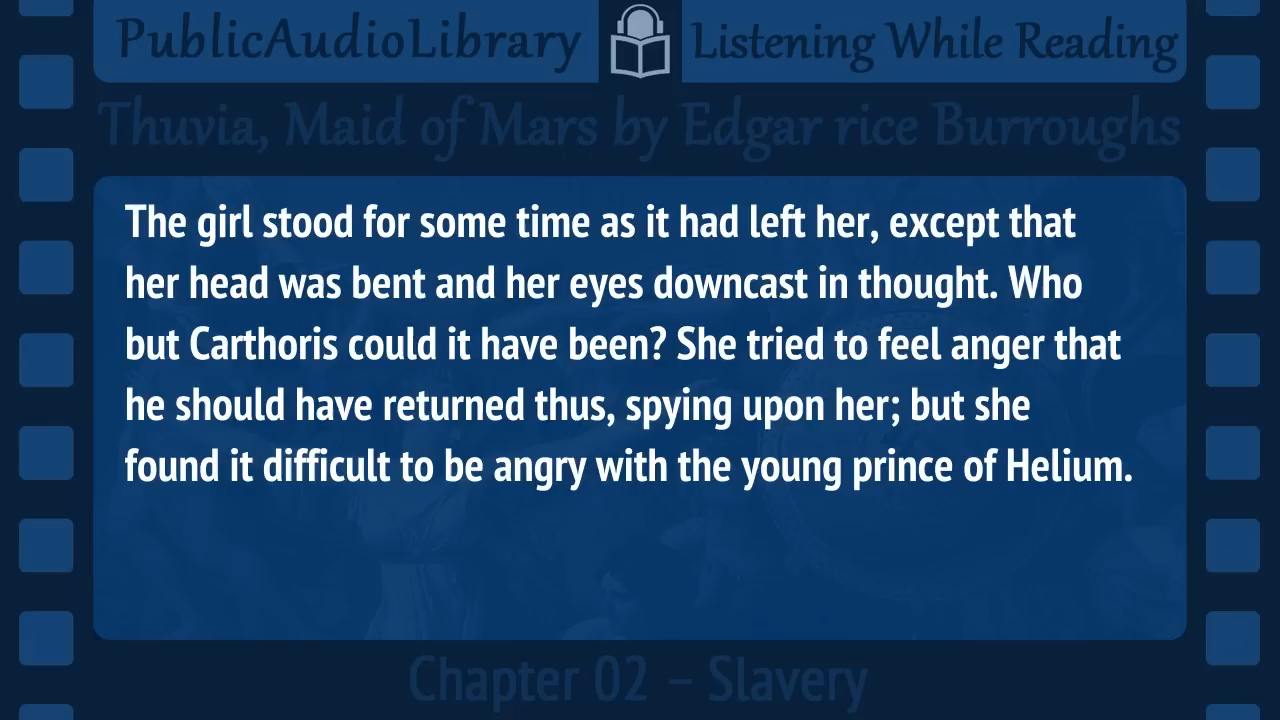 PublicAudioLibrary Listening While Reading
Thuvia, Maid of Mars by Edgar rice Burroughs
The girl stood for some time as it had left her, except that
her head was bent and her eyes downcast in thought. Who
but Carthoris could it have been? She tried to feel anger that
he should have returned thus, spying upon her; but she
found it difficult to be angry with the young prince of Helium.
Chapter 02 – Slavery